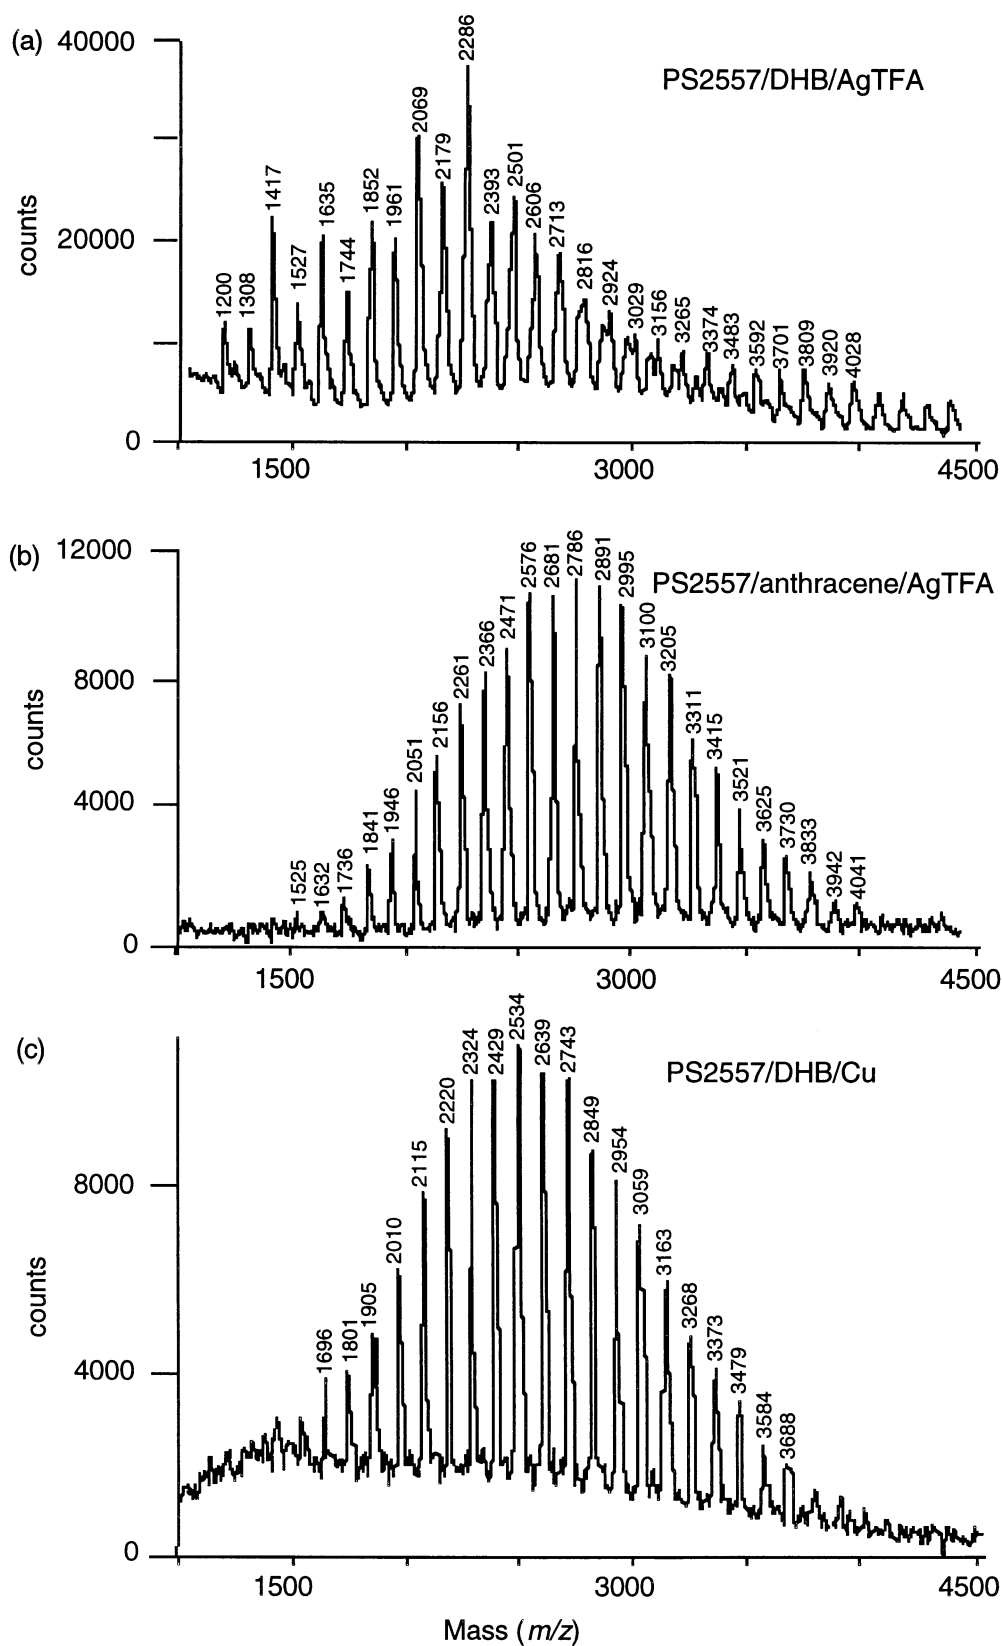 (a) 40000
PS2557/DHB/AgTFA
counts
20000
0
1200 1308 1417 1527 1635 1744 1852 1961 2069 2179 2286 2393 2501 2606 2713 2816 2924 3029 3156 3265 3374 3483 3592 3701 3809 3920 4028
1500 3000 4500
(b) 12000
PS2557/anthracene/AgTFA
counts
8000
4000
0
1525 1632 1736 1841 1946 2051 2156 2261 2366 2471 2576 2681 2786 2891 2995 3100 3205 3311 3415 3521 3625 3730 3833 3942 4041
1500 3000 4500
(c)
PS2557/DHB/Cu
counts
8000
4000
0
1696 1801 1905 2010 2115 2220 2324 2429 2534 2639 2743 2849 2954 3059 3163 3268 3373 3479 3584 3688
1500 3000 4500
Mass (m/z)